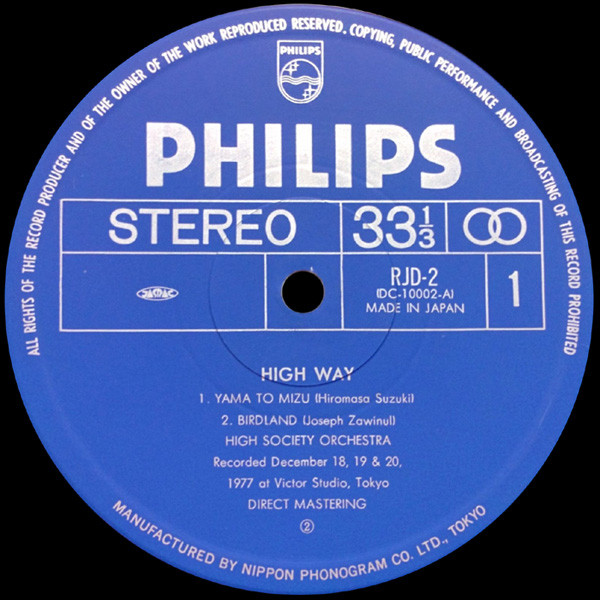 ALL RIGHTS OF THE RECORD PRODUCER AND OF THE OWNER OF THE WORK REPRODUCED RESERVED. COPYING, PUBLIC PERFORMANCE AND BROADCASTING OF THIS RECORD PROHIBITED
PHILIPS
PHILIPS
STEREO 33 1/3
RJD-2
(DC-10002-A)
MADE IN JAPAN
1
HIGH WAY
1. YAMA TO MIZU (Hiromasa Suzuki)
2. BIRDLAND (Joseph Zawinul)
HIGH SOCIETY ORCHESTRA
Recorded December 18, 19 & 20,
1977 at Victor Studio, Tokyo
DIRECT MASTERING
②
MANUFACTURED BY NIPPON PHONOGRAM CO. LTD., TOKYO